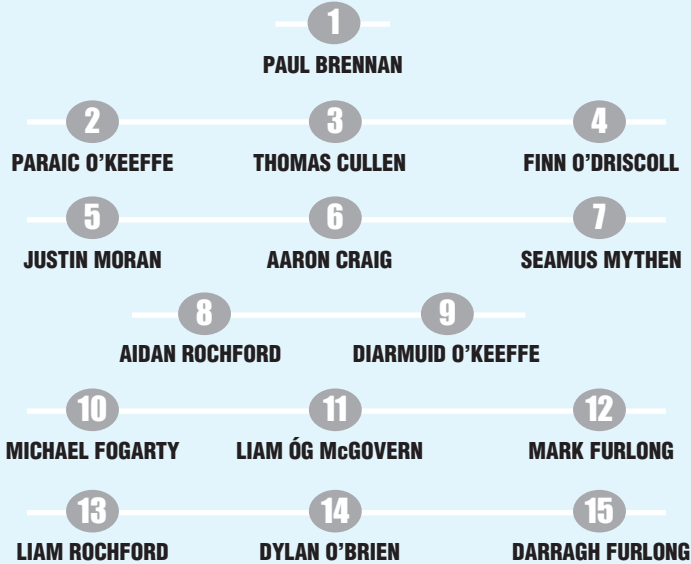 1
PAUL BRENNAN
2 3 4
PARAIC O'KEEFFE THOMAS CULLEN FINN O'DRISCOLL
5 6 7
JUSTIN MORAN AARON CRAIG SEAMUS MYTHEN
8 9
AIDAN ROCHFORD DIARMUID O'KEEFFE
10 11 12
MICHAEL FOGARTY LIAM ÓG McGOVERN MARK FURLONG
13 14 15
LIAM ROCHFORD DYLAN O'BRIEN DARRAGH FURLONG